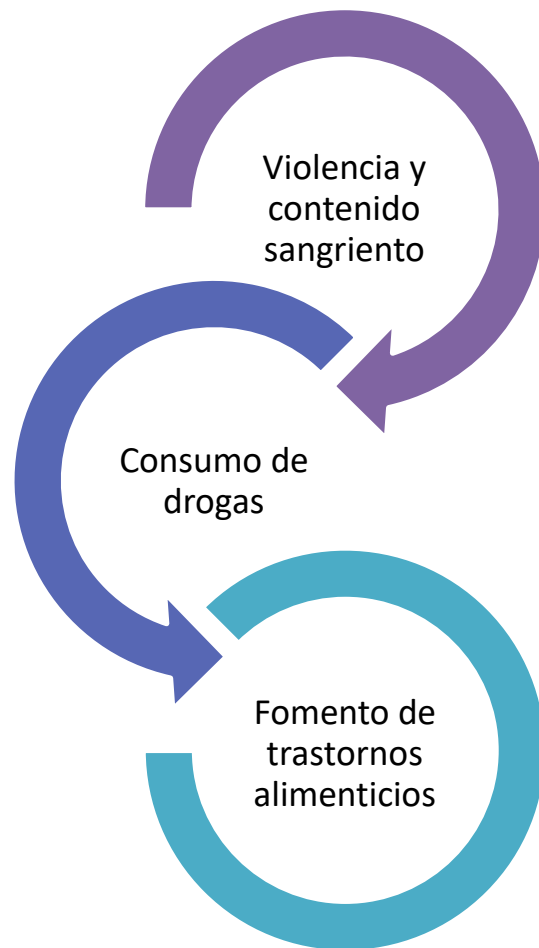 Violencia y
contenido
sangriento
Consumo de
drogas
Fomento de
trastornos
alimenticios